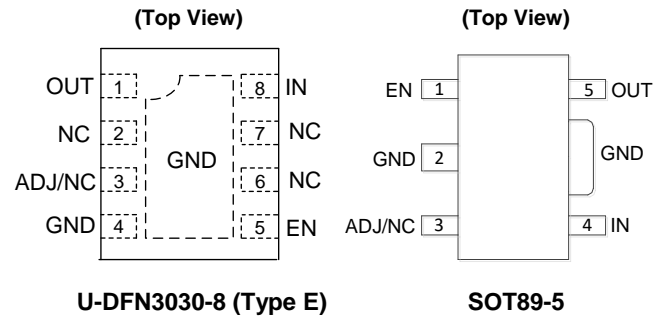 (Top View)
OUT 1 8 IN
NC 2 7 NC
GND
ADJ/NC 3 6 NC
GND 4 5 EN
U-DFN3030-8 (Type E)
(Top View)
EN 1 5 OUT
GND 2 GND
ADJ/NC 3 4 IN
SOT89-5